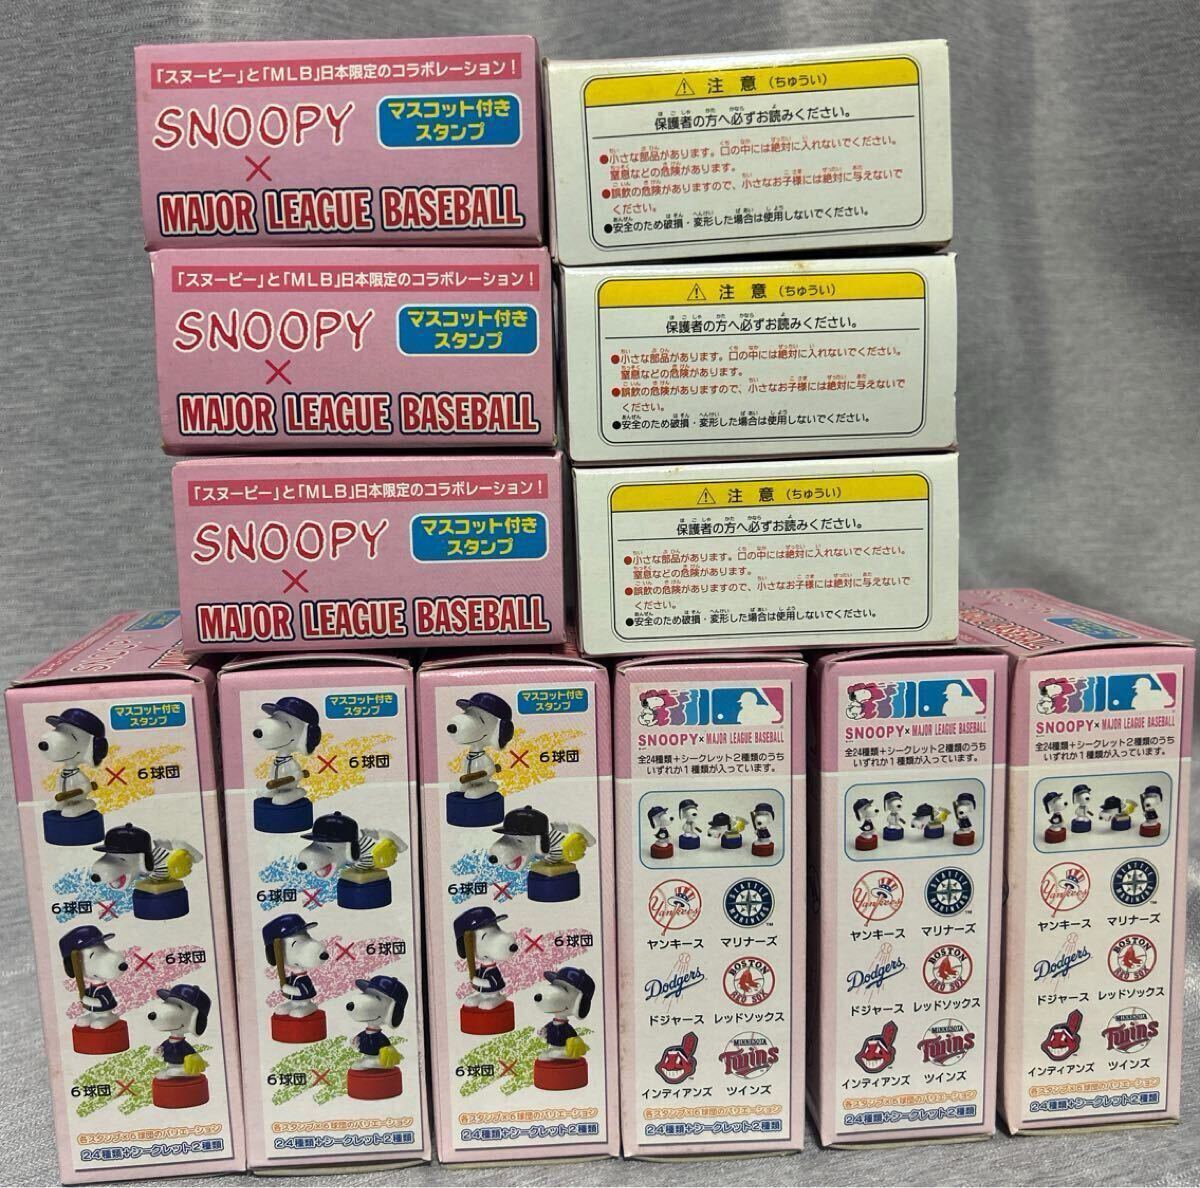 「スヌーピー」と「MLB」日本限定のコラボレーション!
SNOOPY
マスコット付き
スタンプ
×
MAJOR LEAGUE BASEBALL
⚠ 注意 (ちゅうい)
保護者の方へ必ずお読みください。
●小さな部品があります。口の中には絶対に入れないでください。
窒息などの危険があります。
●誤飲の危険がありますので、小さなお子様には絶対に与えないで
ください。
●安全のため破損・変形した場合は使用しないでください。
「スヌーピー」と「MLB」日本限定のコラボレーション!
SNOOPY
マスコット付き
スタンプ
×
MAJOR LEAGUE BASEBALL
⚠ 注意 (ちゅうい)
保護者の方へ必ずお読みください。
●小さな部品があります。口の中には絶対に入れないでください。
窒息などの危険があります。
●誤飲の危険がありますので、小さなお子様には絶対に与えないで
ください。
●安全のため破損・変形した場合は使用しないでください。
「スヌーピー」と「MLB」日本限定のコラボレーション!
SNOOPY
マスコット付き
スタンプ
×
MAJOR LEAGUE BASEBALL
⚠ 注意 (ちゅうい)
保護者の方へ必ずお読みください。
●小さな部品があります。口の中には絶対に入れないでください。
窒息などの危険があります。
●誤飲の危険がありますので、小さなお子様には絶対に与えないで
ください。
●安全のため破損・変形した場合は使用しないでください。
マスコット付き
スタンプ
× 6球団
6球団 ×
× 6球団
6球団 ×
各スタンプ×6球団のバリエーション
24種類+シークレット2種類
マスコット付き
スタンプ
× 6球団
6球団 ×
× 6球団
6球団 ×
各スタンプ×6球団のバリエーション
24種類+シークレット2種類
マスコット付き
スタンプ
× 6球団
6球団 ×
× 6球団
6球団 ×
各スタンプ×6球団のバリエーション
24種類+シークレット2種類
SNOOPY × MAJOR LEAGUE BASEBALL
全24種類+シークレット2種類のうち
いずれか1種類が入っています。
Yankees
SEATTLE MARINERS
ヤンキース マリナーズ
Dodgers
BOSTON RED SOX
ドジャース レッドソックス
MINNESOTA Twins
インディアンズ ツインズ
各スタンプ×6球団のバリエーション
24種類+シークレット2種類
SNOOPY × MAJOR LEAGUE BASEBALL
全24種類+シークレット2種類のうち
いずれか1種類が入っています。
Yankees
SEATTLE MARINERS
ヤンキース マリナーズ
Dodgers
BOSTON RED SOX
ドジャース レッドソックス
MINNESOTA Twins
インディアンズ ツインズ
各スタンプ×6球団のバリエーション
24種類+シークレット2種類
SNOOPY × MAJOR LEAGUE BASEBALL
全24種類+シークレット2種類のうち
いずれか1種類が入っています。
Yankees
SEATTLE MARINERS
ヤンキース マリナーズ
Dodgers
BOSTON RED SOX
ドジャース レッドソックス
MINNESOTA Twins
インディアンズ ツインズ
各スタンプ×6球団のバリエーション
24種類+シークレット2種類